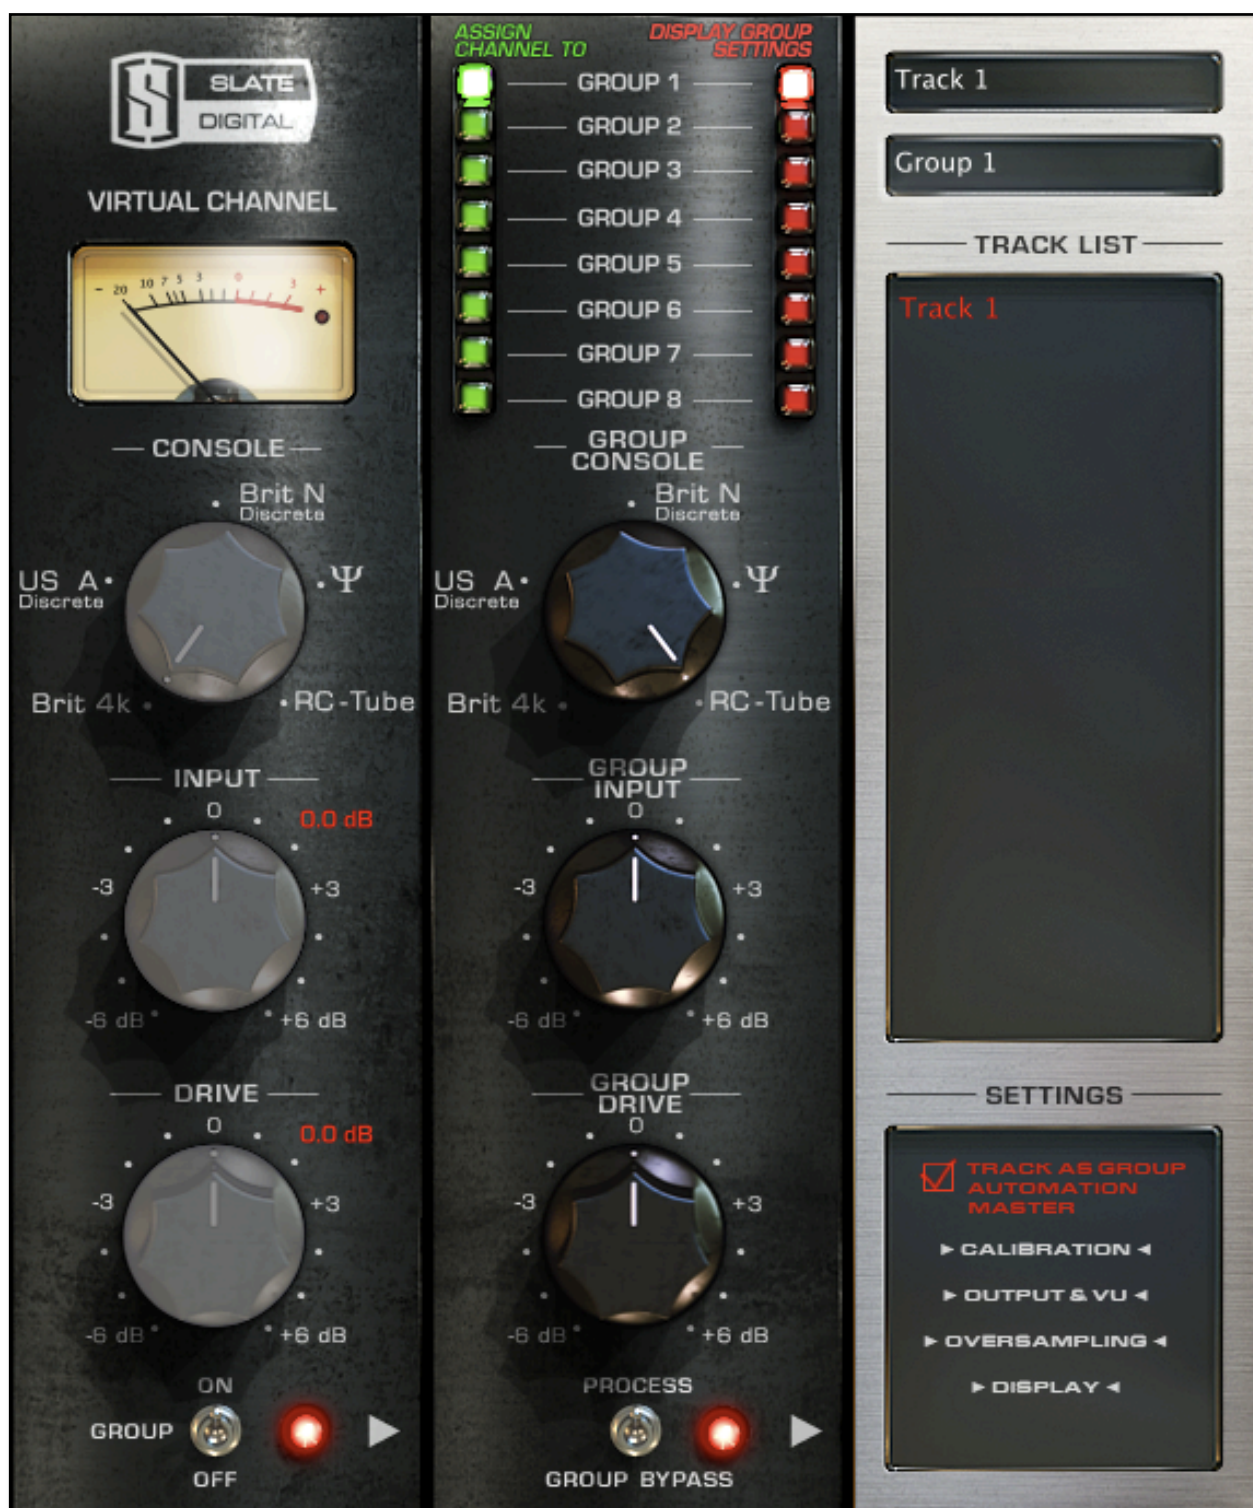 SLATE
DIGITAL
VIRTUAL CHANNEL
- 20 10 7 5 3 0 3 +
CONSOLE
Brit N
Discrete
US A
Discrete
Ψ
Brit 4k
RC-Tube
INPUT
0
0.0 dB
-3
+3
-6 dB
+6 dB
DRIVE
0
0.0 dB
-3
+3
-6 dB
+6 dB
ON
GROUP
OFF
ASSIGN
CHANNEL TO
DISPLAY GROUP
SETTINGS
GROUP 1
GROUP 2
GROUP 3
GROUP 4
GROUP 5
GROUP 6
GROUP 7
GROUP 8
GROUP
CONSOLE
Brit N
Discrete
US A
Discrete
Ψ
Brit 4k
RC-Tube
GROUP
INPUT
0
-3
+3
-6 dB
+6 dB
GROUP
DRIVE
0
-3
+3
-6 dB
+6 dB
PROCESS
GROUP BYPASS
Track 1
Group 1
TRACK LIST
Track 1
SETTINGS
TRACK AS GROUP
AUTOMATION
MASTER
CALIBRATION
OUTPUT & VU
OVERSAMPLING
DISPLAY